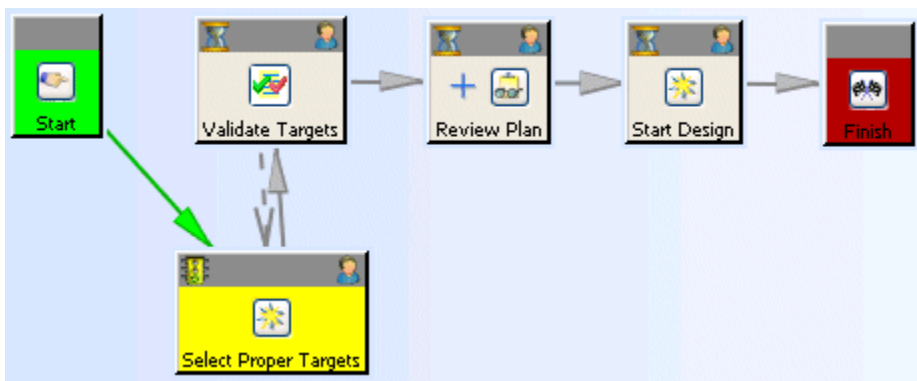 Start
Validate Targets
Review Plan
Start Design
Finish
Select Proper Targets